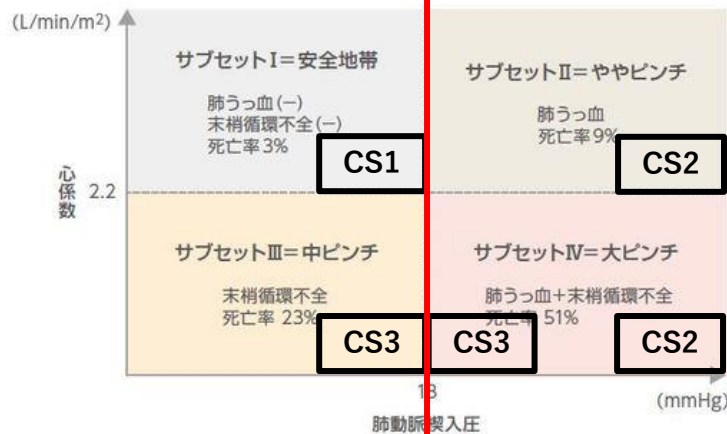 (L/min/m²)
サブセットⅠ=安全地帯
肺うっ血(−)
末梢循環不全(−)
死亡率3%
CS1
サブセットⅡ=ややピンチ
肺うっ血
死亡率9%
CS2
心係数
2.2
サブセットⅢ=中ピンチ
末梢循環不全
死亡率 23%
CS3
サブセットⅣ=大ピンチ
肺うっ血+末梢循環不全
死亡率 51%
CS3
CS2
18
(mmHg)
肺動脈楔入圧